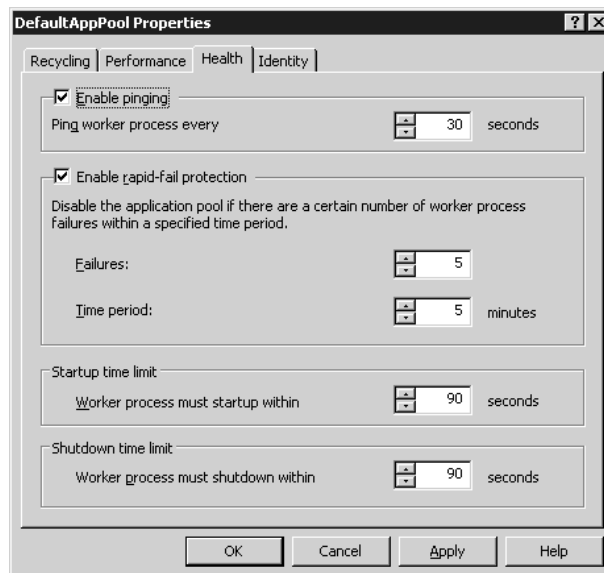 DefaultAppPool Properties
Recycling Performance Health Identity
Enable pinging
Ping worker process every 30 seconds
Enable rapid-fail protection
Disable the application pool if there are a certain number of worker process
failures within a specified time period.
Failures: 5
Time period: 5 minutes
Startup time limit
Worker process must startup within 90 seconds
Shutdown time limit
Worker process must shutdown within 90 seconds
OK Cancel Apply Help